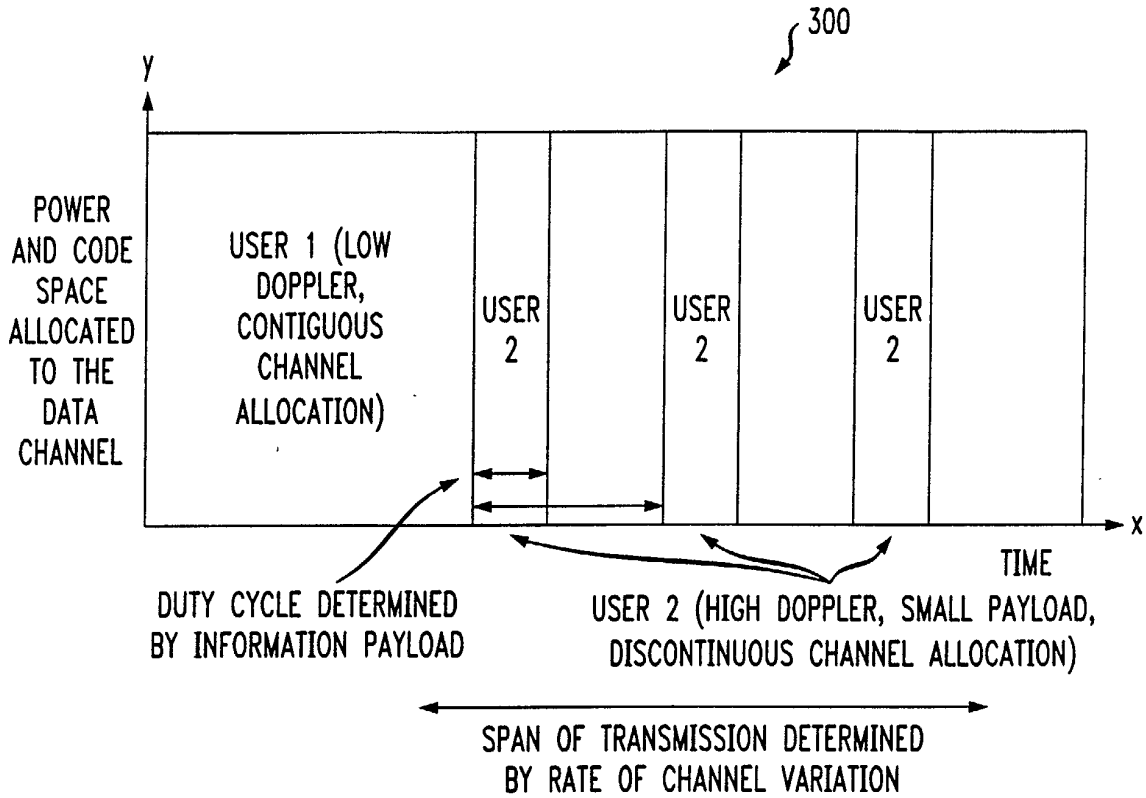 300
y
POWER
AND CODE
SPACE
ALLOCATED
TO THE
DATA
CHANNEL
USER 1 (LOW
DOPPLER,
CONTIGUOUS
CHANNEL
ALLOCATION)
USER
2
USER
2
USER
2
x
TIME
DUTY CYCLE DETERMINED
BY INFORMATION PAYLOAD
USER 2 (HIGH DOPPLER, SMALL PAYLOAD,
DISCONTINUOUS CHANNEL ALLOCATION)
SPAN OF TRANSMISSION DETERMINED
BY RATE OF CHANNEL VARIATION